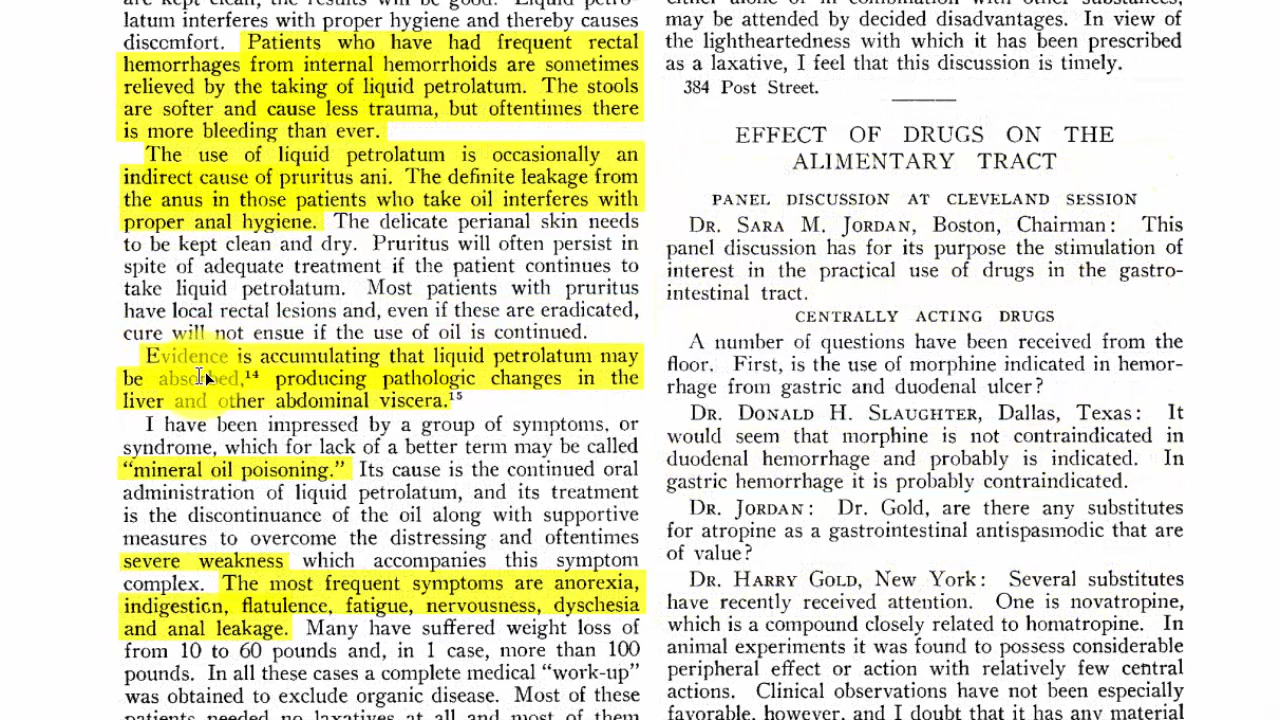 are kept clean, the results will be good. Liquid petro-
latum interferes with proper hygiene and thereby causes
discomfort. Patients who have had frequent rectal
hemorrhages from internal hemorrhoids are sometimes
relieved by the taking of liquid petrolatum. The stools
are softer and cause less trauma, but oftentimes there
is more bleeding than ever.
The use of liquid petrolatum is occasionally an
indirect cause of pruritus ani. The definite leakage from
the anus in those patients who take oil interferes with
proper anal hygiene. The delicate perianal skin needs
to be kept clean and dry. Pruritus will often persist in
spite of adequate treatment if the patient continues to
take liquid petrolatum. Most patients with pruritus
have local rectal lesions and, even if these are eradicated,
cure will not ensue if the use of oil is continued.
Evidence is accumulating that liquid petrolatum may
be absorbed,¹⁴ producing pathologic changes in the
liver and other abdominal viscera.¹⁵
I have been impressed by a group of symptoms, or
syndrome, which for lack of a better term may be called
“mineral oil poisoning.” Its cause is the continued oral
administration of liquid petrolatum, and its treatment
is the discontinuance of the oil along with supportive
measures to overcome the distressing and oftentimes
severe weakness which accompanies this symptom
complex. The most frequent symptoms are anorexia,
indigestion, flatulence, fatigue, nervousness, dyschesia
and anal leakage. Many have suffered weight loss of
from 10 to 60 pounds and, in 1 case, more than 100
pounds. In all these cases a complete medical “work-up”
was obtained to exclude organic disease. Most of these
patients needed no laxatives at all and most of them
either alone or in combination with other substances,
may be attended by decided disadvantages. In view of
the lightheartedness with which it has been prescribed
as a laxative, I feel that this discussion is timely.
384 Post Street.
EFFECT OF DRUGS ON THE
ALIMENTARY TRACT
PANEL DISCUSSION AT CLEVELAND SESSION
DR. SARA M. JORDAN, Boston, Chairman: This
panel discussion has for its purpose the stimulation of
interest in the practical use of drugs in the gastro-
intestinal tract.
CENTRALLY ACTING DRUGS
A number of questions have been received from the
floor. First, is the use of morphine indicated in hemor-
rhage from gastric and duodenal ulcer?
DR. DONALD H. SLAUGHTER, Dallas, Texas: It
would seem that morphine is not contraindicated in
duodenal hemorrhage and probably is indicated. In
gastric hemorrhage it is probably contraindicated.
DR. JORDAN: Dr. Gold, are there any substitutes
for atropine as a gastrointestinal antispasmodic that are
of value?
DR. HARRY GOLD, New York: Several substitutes
have recently received attention. One is novatropine,
which is a compound closely related to homatropine. In
animal experiments it was found to possess considerable
peripheral effect or action with relatively few central
actions. Clinical observations have not been especially
favorable, however, and I doubt that it has any material